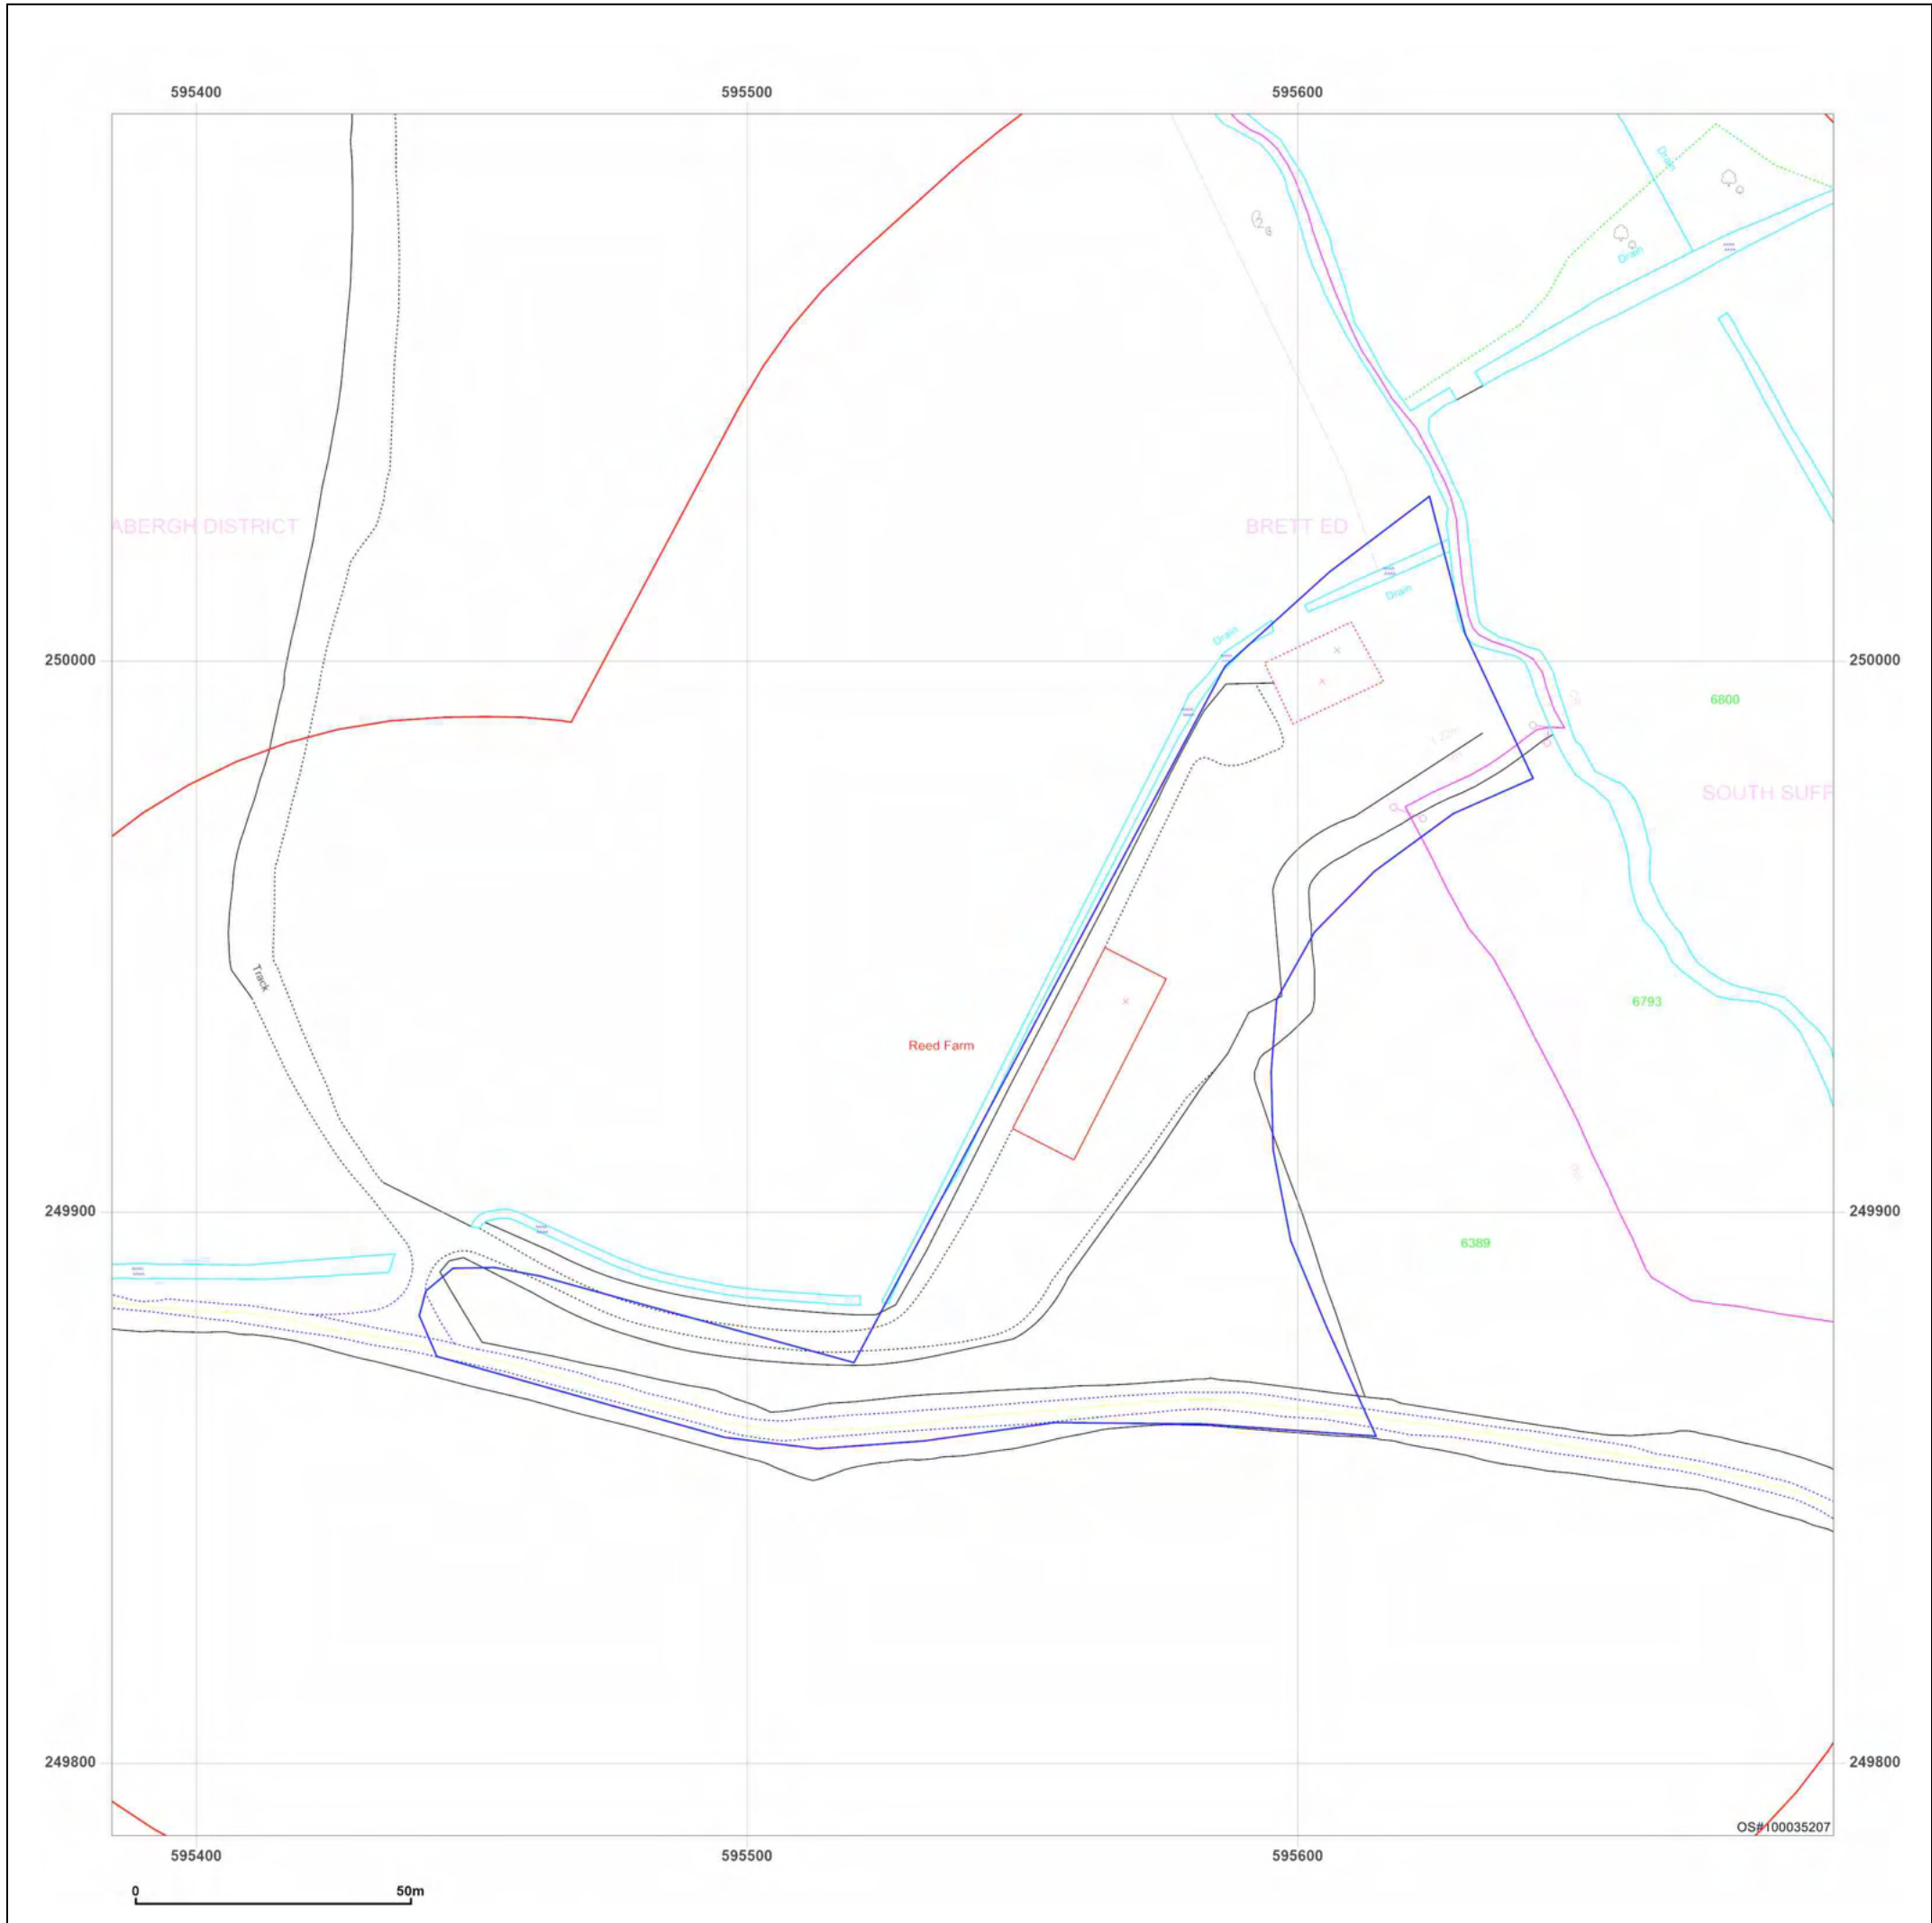 595400 595500 595600
Drain
Drain
ABERGH DISTRICT
BRETT ED
Drain
Drain
250000 250000
6800
SOUTH SUFF
Track
6793
Reed Farm
249900 249900
6389
249800 249800
OS#100035207
595400 595500 595600
0 50m